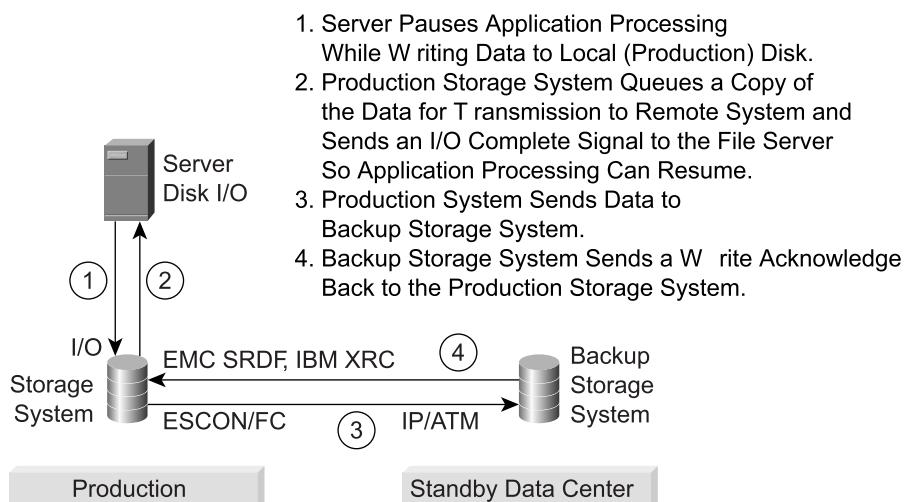 1. Server Pauses Application Processing
While W riting Data to Local (Production) Disk.
2. Production Storage System Queues a Copy of
the Data for T ransmission to Remote System and
Sends an I/O Complete Signal to the File Server
So Application Processing Can Resume.
3. Production System Sends Data to
Backup Storage System.
4. Backup Storage System Sends a W rite Acknowledge
Back to the Production Storage System.
Server
Disk I/O
1
2
I/O
Storage
System
EMC SRDF, IBM XRC
4
ESCON/FC
3
IP/ATM
Backup
Storage
System
Production
Standby Data Center